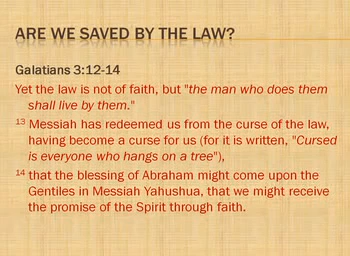 ARE WE SAVED BY THE LAW?
Galatians 3:12-14
Yet the law is not of faith, but "the man who does them
shall live by them."
13 Messiah has redeemed us from the curse of the law,
having become a curse for us (for it is written, "Cursed
is everyone who hangs on a tree"),
14 that the blessing of Abraham might come upon the
Gentiles in Messiah Yahushua, that we might receive
the promise of the Spirit through faith.